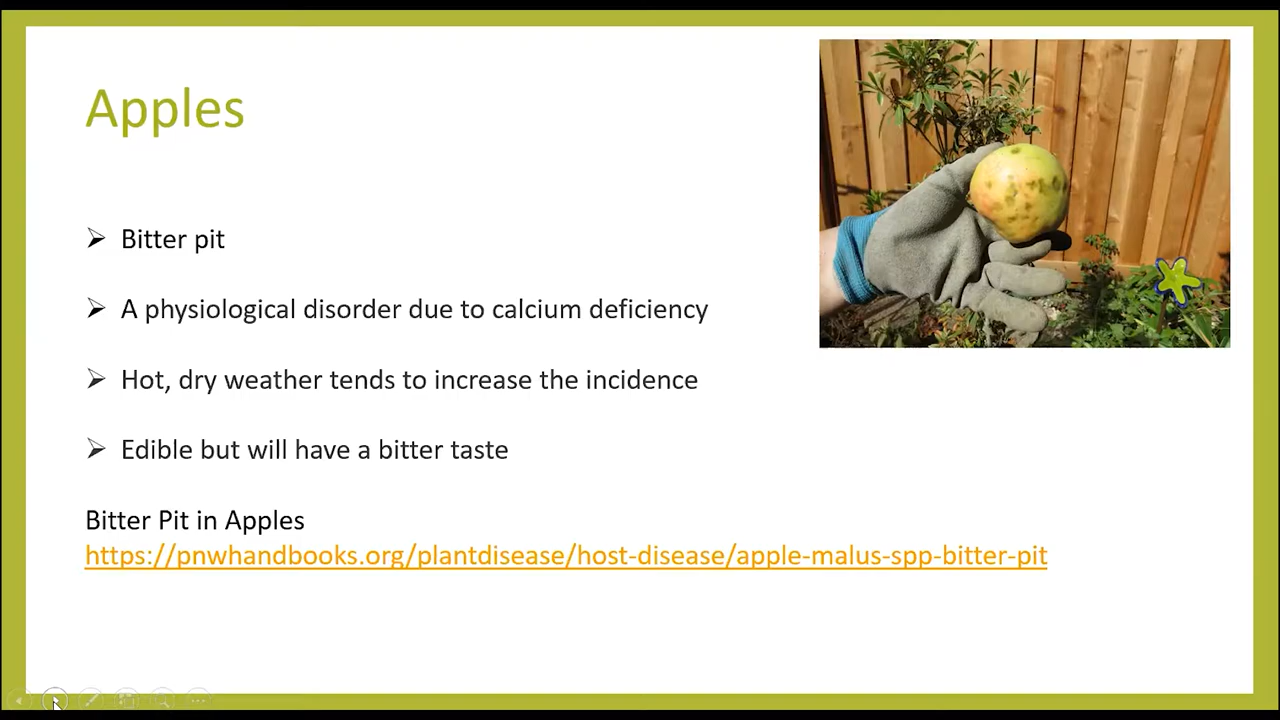 Apples
➢ Bitter pit
➢ A physiological disorder due to calcium deficiency
➢ Hot, dry weather tends to increase the incidence
➢ Edible but will have a bitter taste
Bitter Pit in Apples
https://pnwhandbooks.org/plantdisease/host-disease/apple-malus-spp-bitter-pit